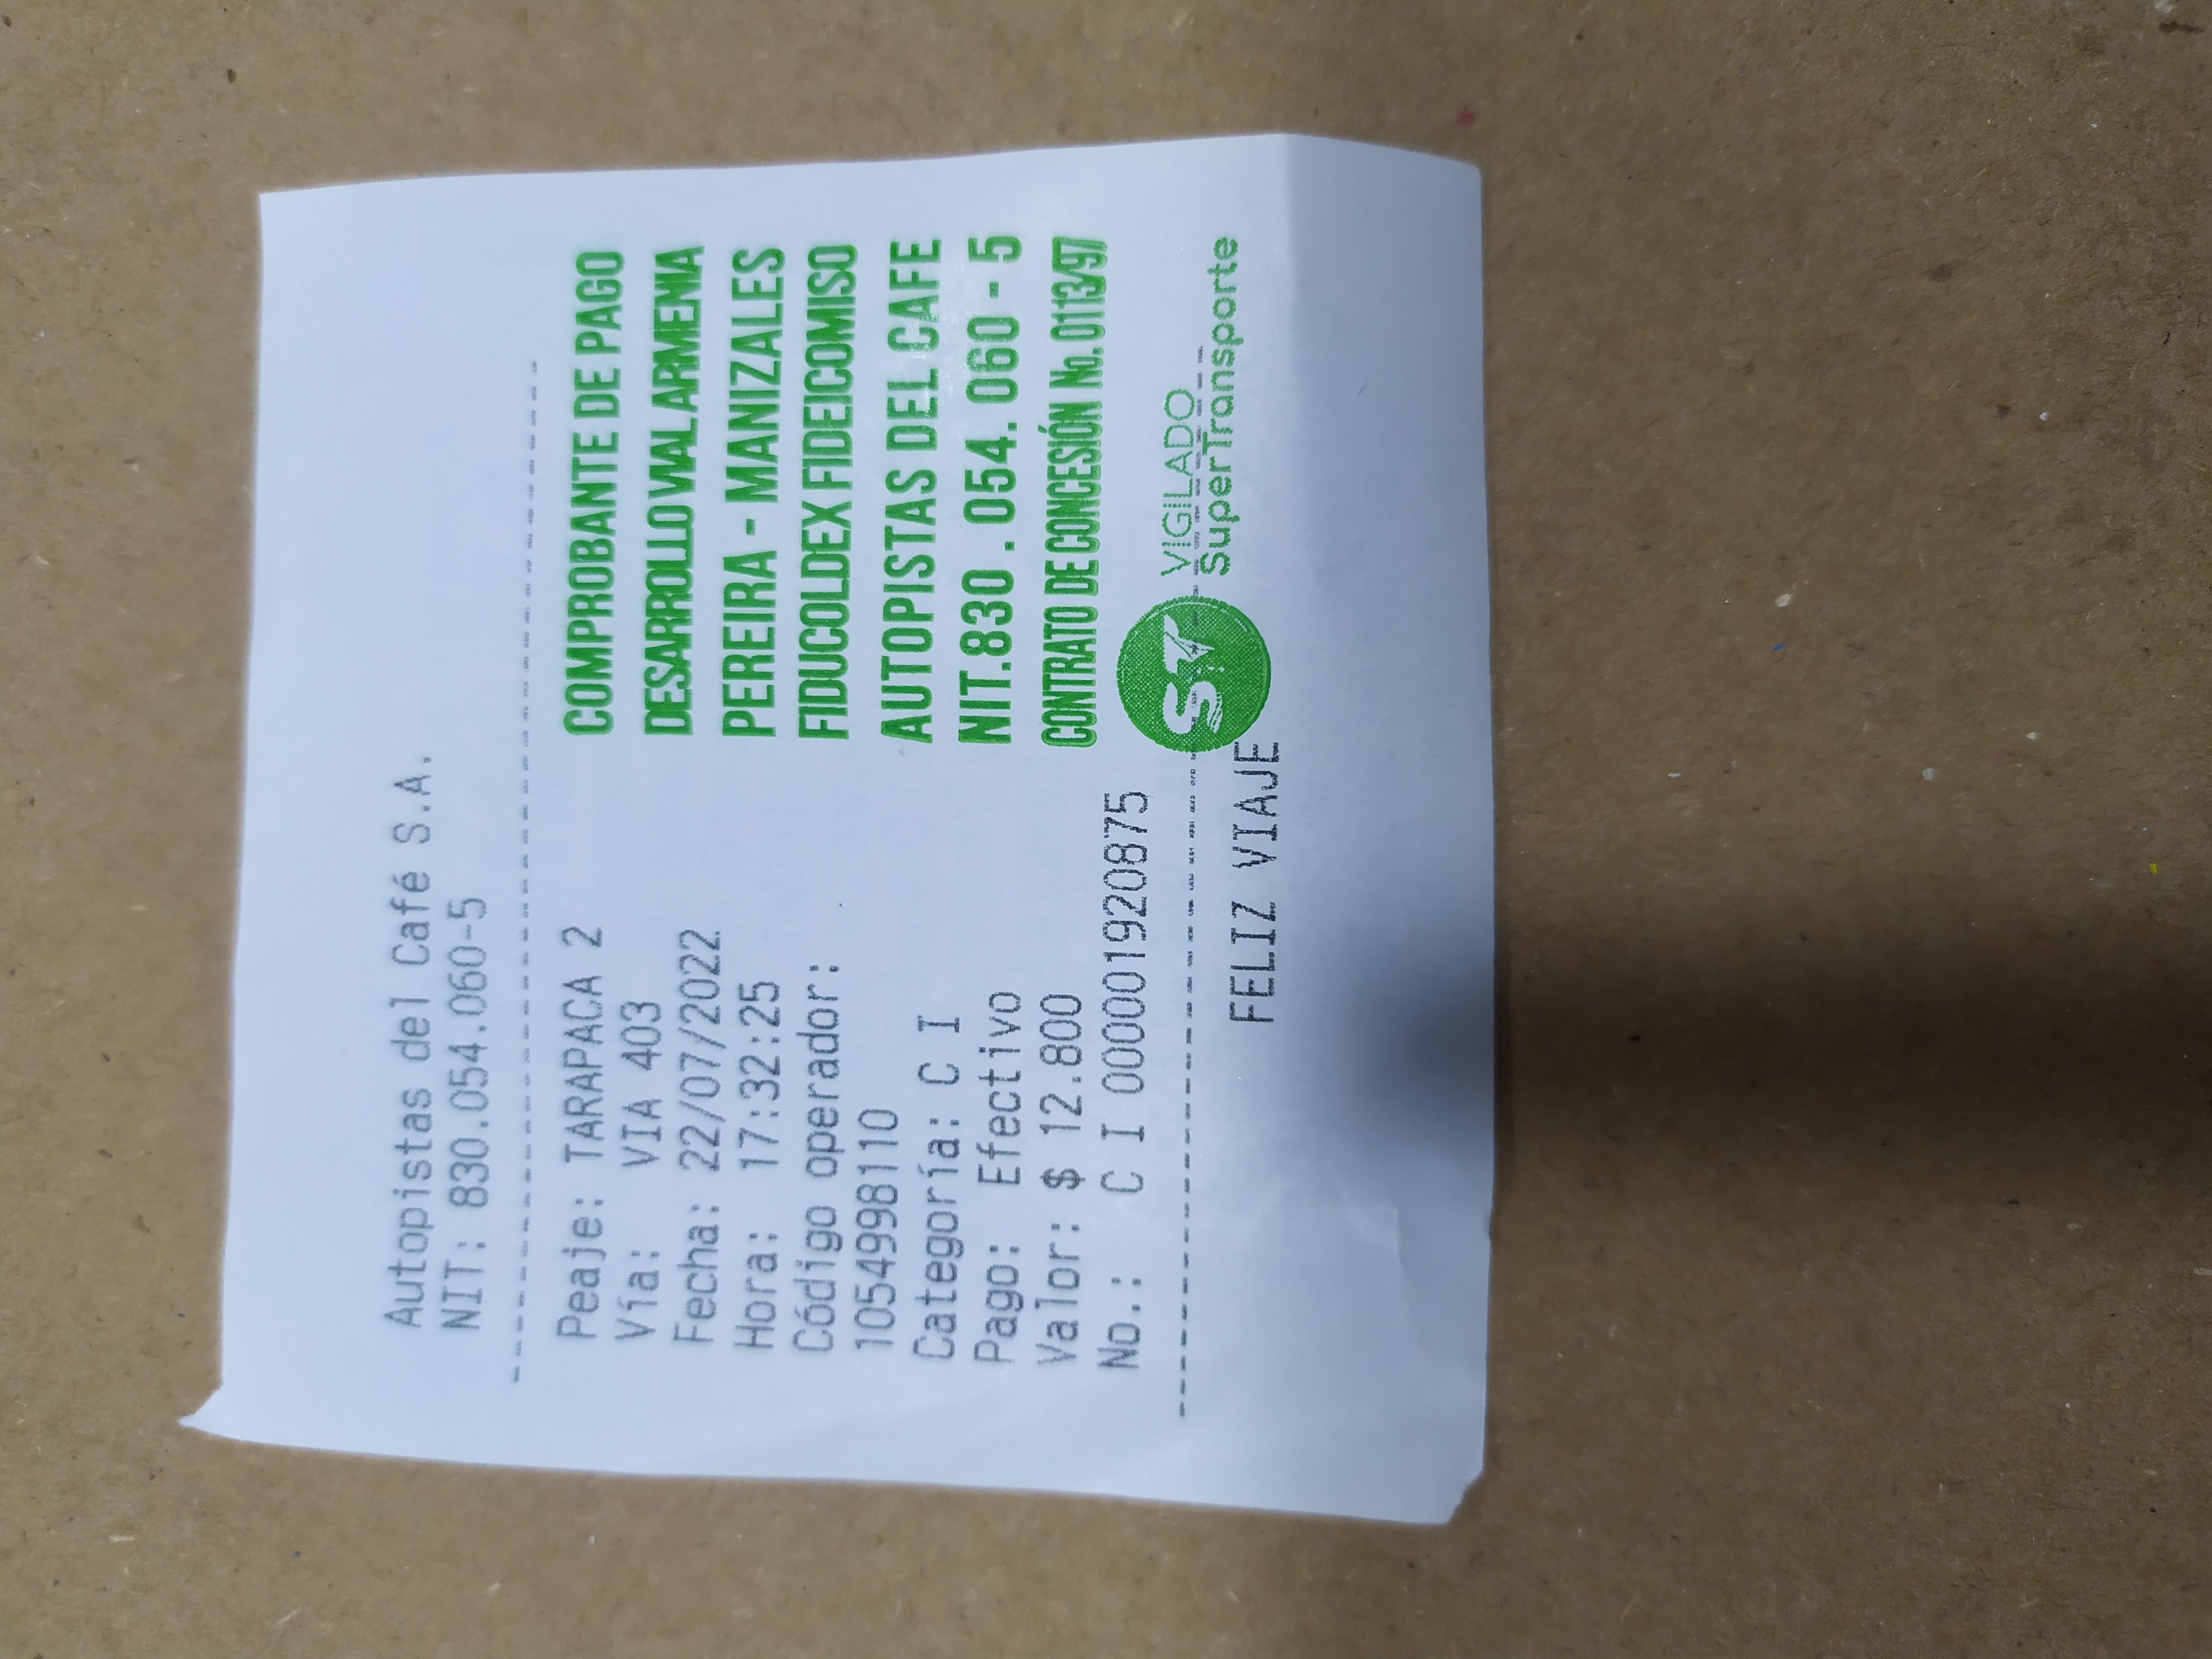 Autopistas del Café S.A.
NIT: 830.054.060-5
Peaje: TARAPACA 2
Vía: VIA 403
Fecha: 22/07/2022
Hora: 17:32:25
Código operador:
1054998110
Categoría: C I
Pago: Efectivo
Valor: $ 12.800
No.: C I 000001920875
FELIZ VIAJE
COMPROBANTE DE PAGO
DESARROLLO VIAL ARMENIA
PEREIRA - MANIZALES
FIDUCOLDEX FIDEICOMISO
AUTOPISTAS DEL CAFE
NIT.830 . 054. 060 - 5
CONTRATO DE CONCESIÓN No. 0113/97
ST
VIGILADO
SuperTransporte